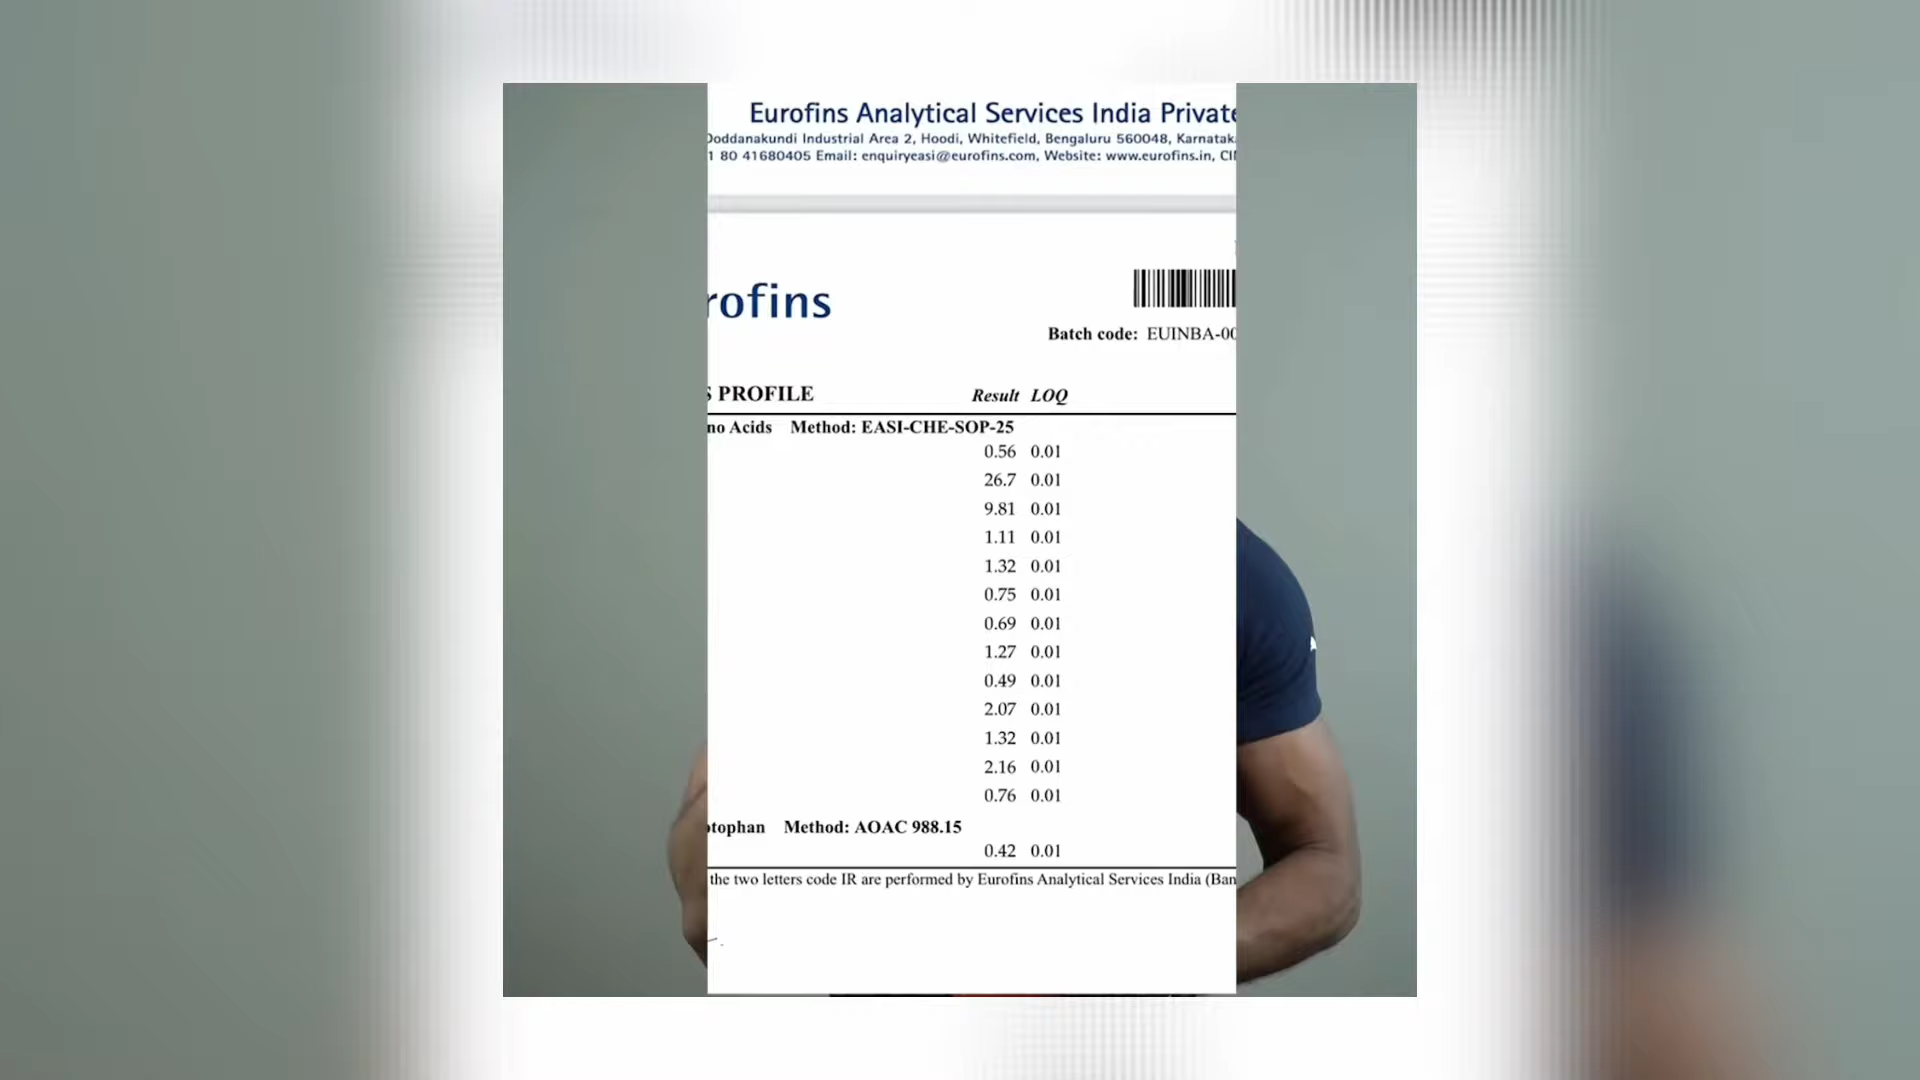 Eurofins Analytical Services India Private
Doddanakundi Industrial Area 2, Hoodi, Whitefield, Bengaluru 560048, Karnatak
1 80 41680405 Email: enquiryeasi@eurofins.com, Website: www.eurofins.in, CI
rofins
Batch code: EUINBA-00
S PROFILE Result LOQ
no Acids Method: EASI-CHE-SOP-25
0.56 0.01
26.7 0.01
9.81 0.01
1.11 0.01
1.32 0.01
0.75 0.01
0.69 0.01
1.27 0.01
0.49 0.01
2.07 0.01
1.32 0.01
2.16 0.01
0.76 0.01
ptophan Method: AOAC 988.15
0.42 0.01
the two letters code IR are performed by Eurofins Analytical Services India (Ban